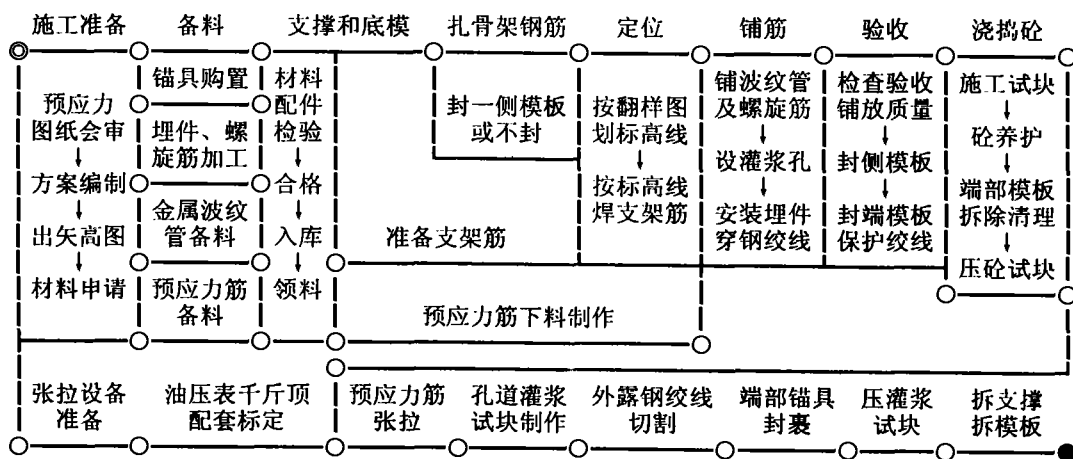 施工准备
备料
支撑和底模
扎骨架钢筋
定位
铺筋
验收
浇捣砼
预应力
图纸会审
方案编制
出矢高图
材料申请
锚具购置
埋件、螺
旋筋加工
金属波纹
管备料
预应力筋
备料
材料
配件
检验
合格
入库
领料
封一侧模板
或不封
准备支架筋
预应力筋下料制作
按翻样图
划标高线
按标高线
焊支架筋
铺波纹管
及螺旋筋
设灌浆孔
安装埋件
穿钢绞线
检查验收
铺放质量
封侧模板
封端模板
保护绞线
施工试块
砼养护
端部模板
拆除清理
压砼试块
张拉设备
准备
油压表千斤顶
配套标定
预应力筋
张拉
孔道灌浆
试块制作
外露钢绞线
切割
端部锚具
封裹
压灌浆
试块
拆支撑
拆模板